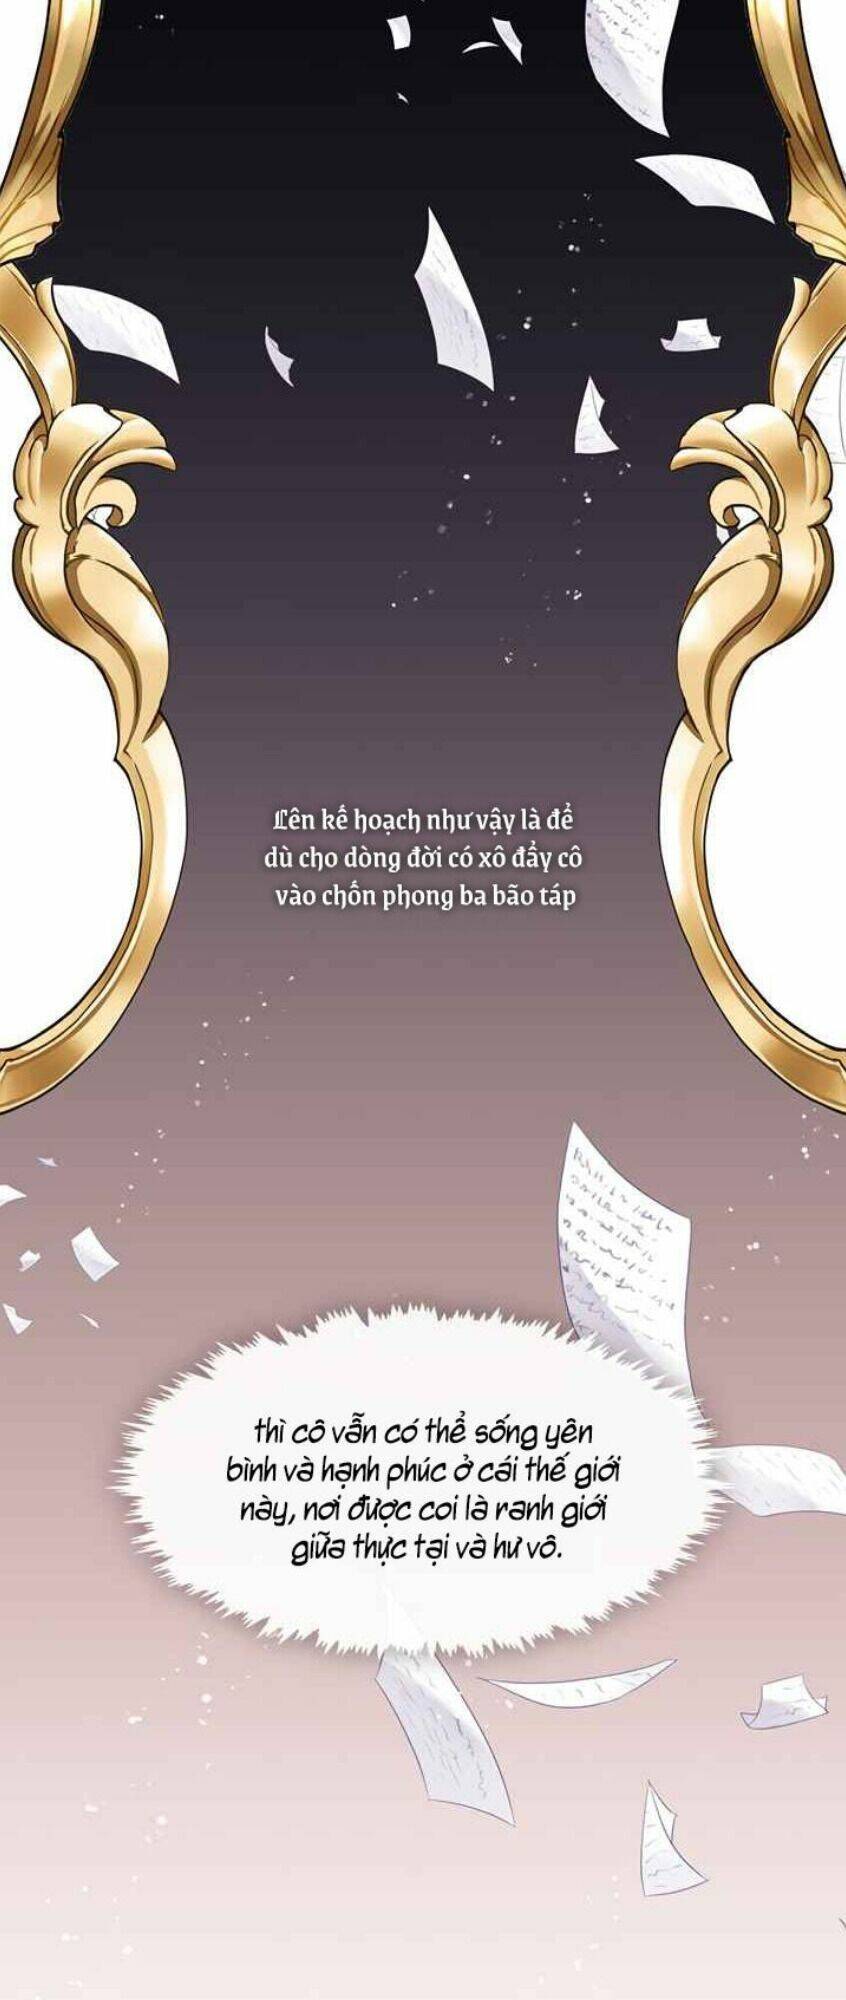 Lên kế hoạch như vậy là để
dù cho dòng đời có xô đẩy cô
vào chốn phong ba bão táp
thì cô vẫn có thể sống yên
bình và hạnh phúc ở cái thế giới
này, nơi được coi là ranh giới
giữa thực tại và hư vô.